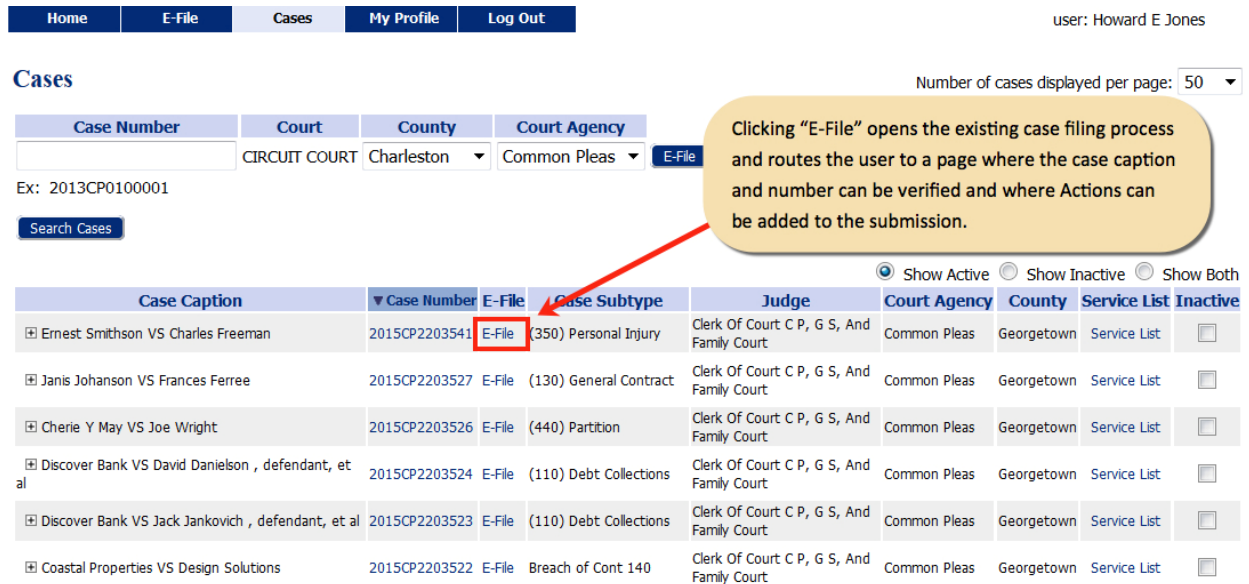 Home E-File Cases My Profile Log Out user: Howard E Jones
Cases
Number of cases displayed per page: 50
Case Number Court County Court Agency
CIRCUIT COURT Charleston Common Pleas E-File
Ex: 2013CP0100001
Search Cases
Clicking “E-File” opens the existing case filing process
and routes the user to a page where the case caption
and number can be verified and where Actions can
be added to the submission.
Show Active Show Inactive Show Both
Case Caption Case Number E-File Case Subtype Judge Court Agency County Service List Inactive
Ernest Smithson VS Charles Freeman 2015CP2203541 E-File (350) Personal Injury Clerk Of Court C P, G S, And Common Pleas Georgetown Service List
Family Court
Janis Johanson VS Frances Ferree 2015CP2203527 E-File (130) General Contract Clerk Of Court C P, G S, And Common Pleas Georgetown Service List
Family Court
Cherie Y May VS Joe Wright 2015CP2203526 E-File (440) Partition Clerk Of Court C P, G S, And Common Pleas Georgetown Service List
Family Court
Discover Bank VS David Danielson , defendant, et 2015CP2203524 E-File (110) Debt Collections Clerk Of Court C P, G S, And Common Pleas Georgetown Service List
al Family Court
Discover Bank VS Jack Jankovich , defendant, et al 2015CP2203523 E-File (110) Debt Collections Clerk Of Court C P, G S, And Common Pleas Georgetown Service List
Family Court
Coastal Properties VS Design Solutions 2015CP2203522 E-File Breach of Cont 140 Clerk Of Court C P, G S, And Common Pleas Georgetown Service List
Family Court